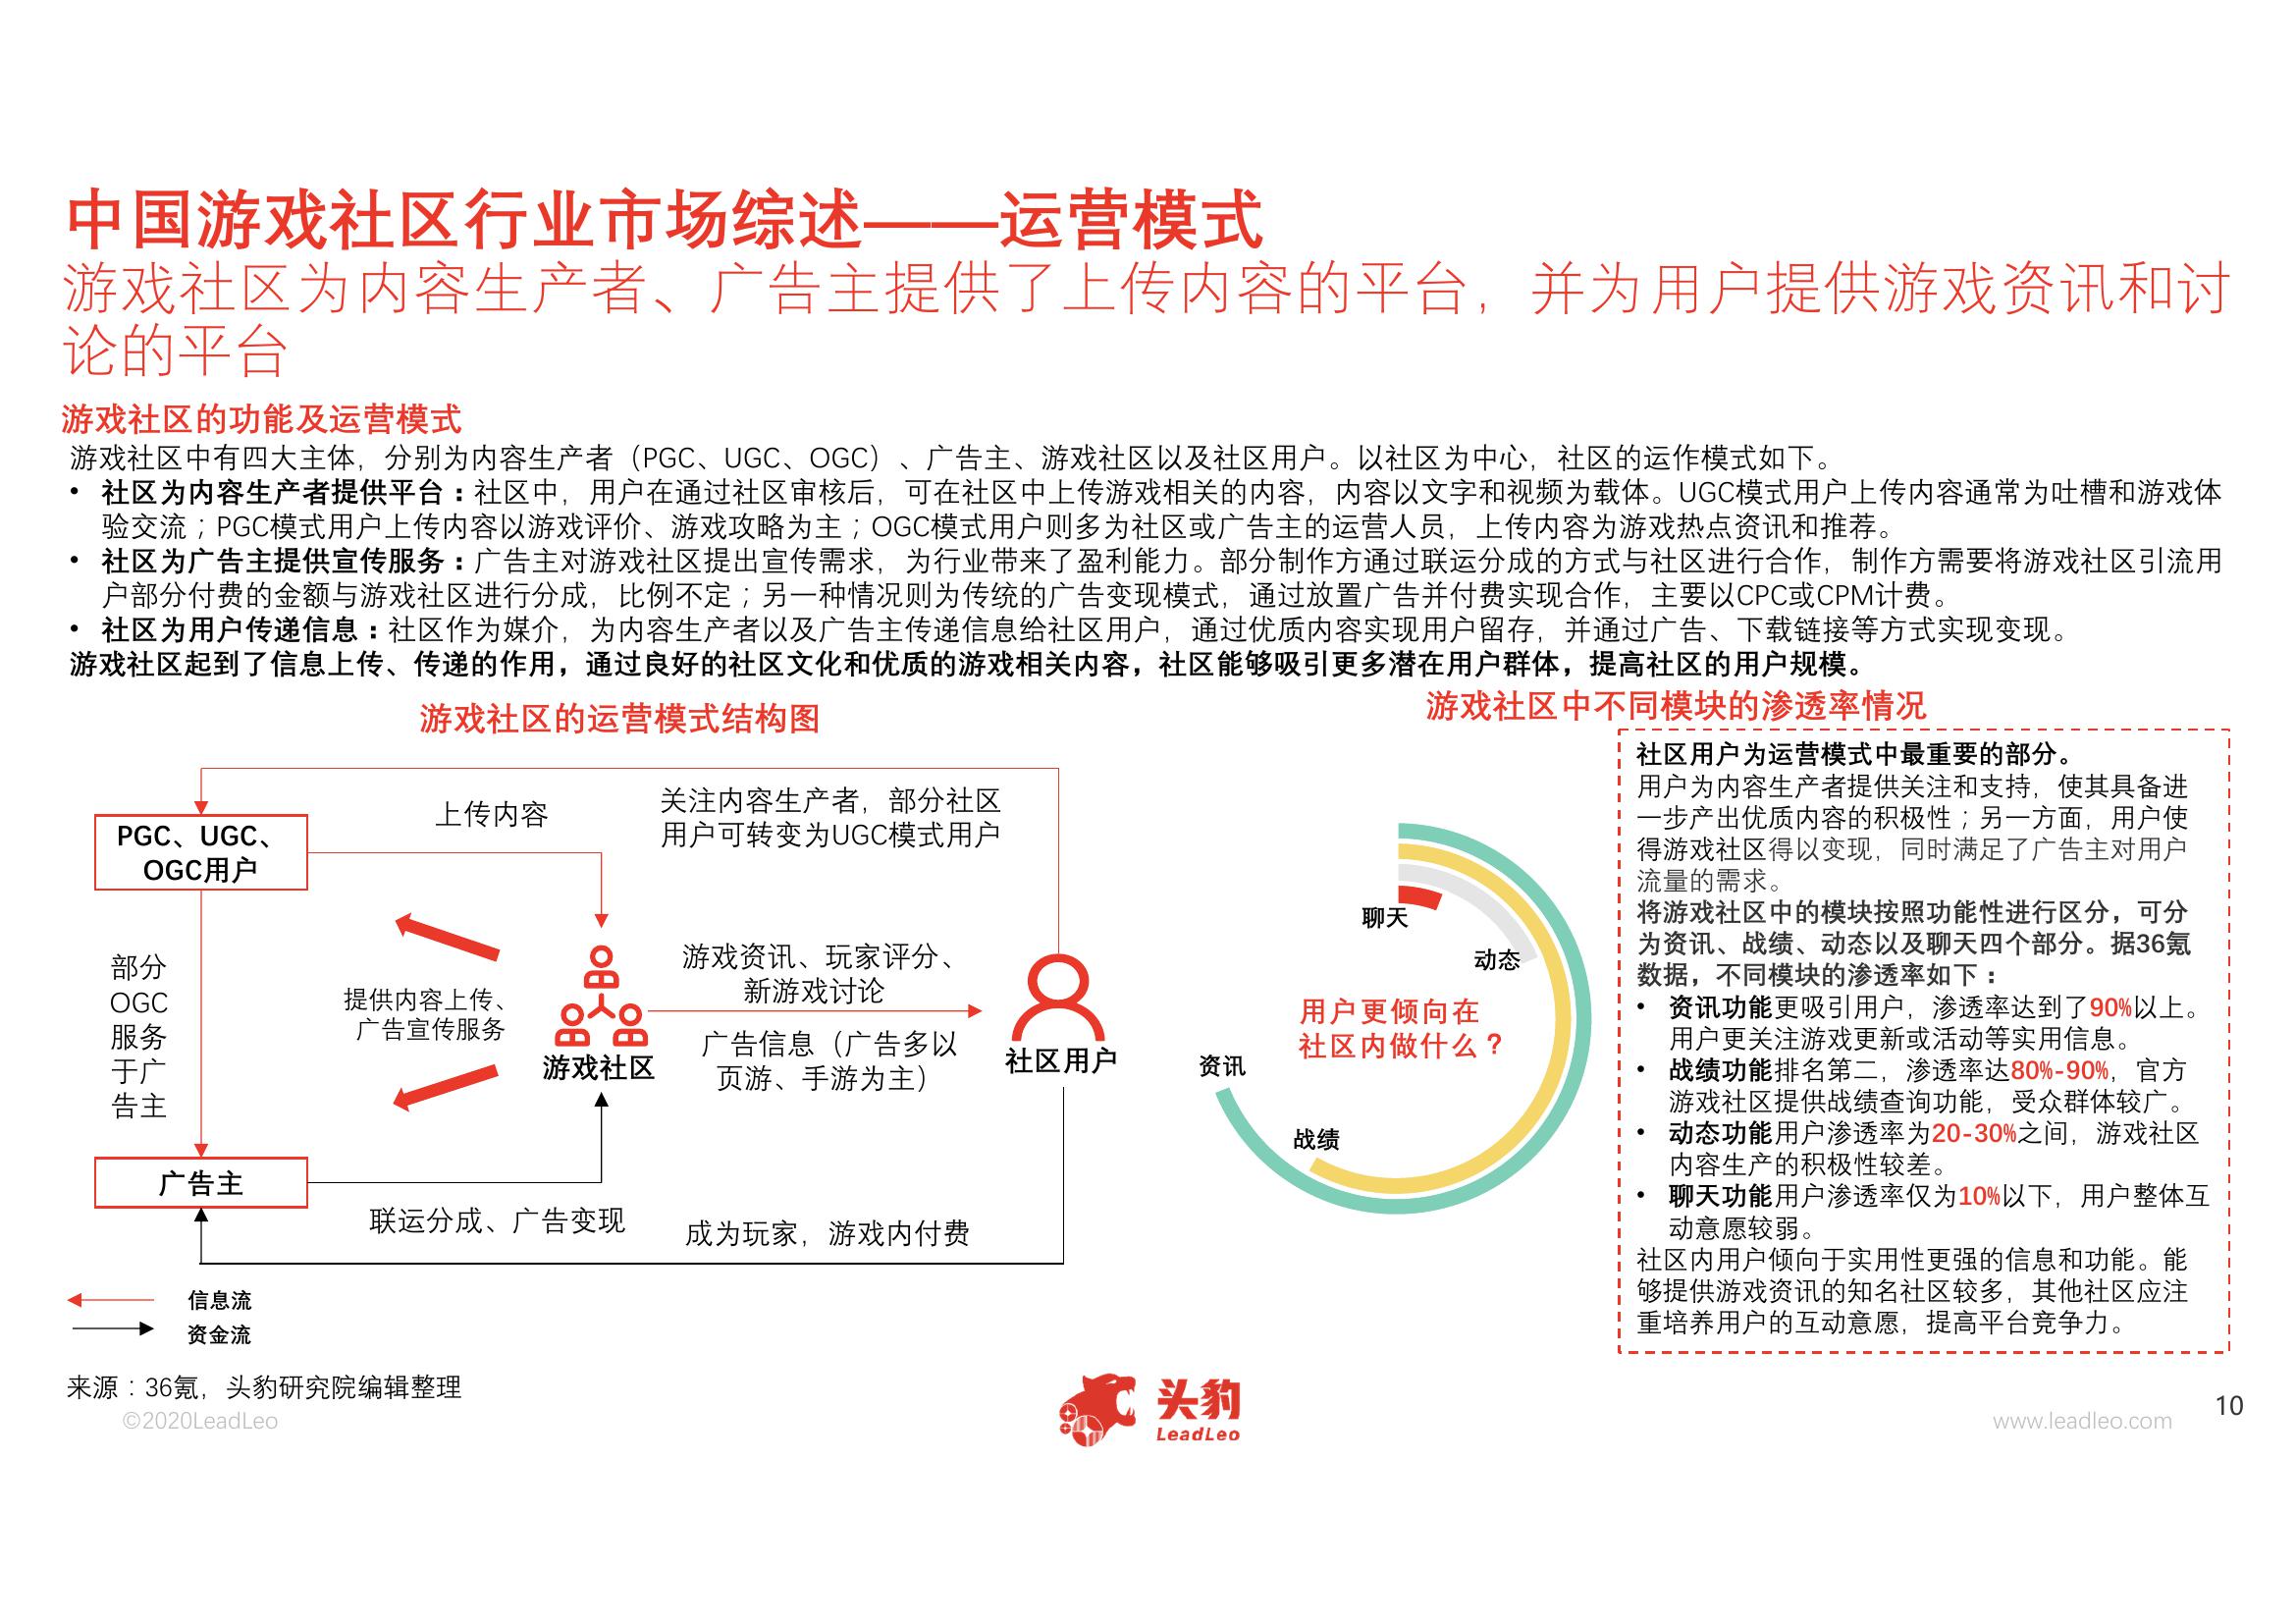 中国游戏社区行业市场综述——运营模式
游戏社区为内容生产者、广告主提供了上传内容的平台，并为用户提供游戏资讯和讨
论的平台
游戏社区的功能及运营模式
游戏社区中有四大主体，分别为内容生产者（PGC、UGC、OGC）、广告主、游戏社区以及社区用户。以社区为中心，社区的运作模式如下。
• 社区为内容生产者提供平台：社区中，用户在通过社区审核后，可在社区中上传游戏相关的内容，内容以文字和视频为载体。UGC模式用户上传内容通常为吐槽和游戏体
验交流；PGC模式用户上传内容以游戏评价、游戏攻略为主；OGC模式用户则多为社区或广告主的运营人员，上传内容为游戏热点资讯和推荐。
• 社区为广告主提供宣传服务：广告主对游戏社区提出宣传需求，为行业带来了盈利能力。部分制作方通过联运分成的方式与社区进行合作，制作方需要将游戏社区引流用
户部分付费的金额与游戏社区进行分成，比例不定；另一种情况则为传统的广告变现模式，通过放置广告并付费实现合作，主要以CPC或CPM计费。
• 社区为用户传递信息：社区作为媒介，为内容生产者以及广告主传递信息给社区用户，通过优质内容实现用户留存，并通过广告、下载链接等方式实现变现。
游戏社区起到了信息上传、传递的作用，通过良好的社区文化和优质的游戏相关内容，社区能够吸引更多潜在用户群体，提高社区的用户规模。
游戏社区的运营模式结构图
PGC、UGC、
OGC用户
上传内容
关注内容生产者，部分社区
用户可转变为UGC模式用户
部分
OGC
服务
于广
告主
提供内容上传、
广告宣传服务
游戏社区
游戏资讯、玩家评分、
新游戏讨论
广告信息（广告多以
页游、手游为主）
社区用户
广告主
联运分成、广告变现
成为玩家，游戏内付费
信息流
资金流
游戏社区中不同模块的渗透率情况
聊天
动态
用户更倾向在
社区内做什么？
资讯
战绩
社区用户为运营模式中最重要的部分。
用户为内容生产者提供关注和支持，使其具备进
一步产出优质内容的积极性；另一方面，用户使
得游戏社区得以变现，同时满足了广告主对用户
流量的需求。
将游戏社区中的模块按照功能性进行区分，可分
为资讯、战绩、动态以及聊天四个部分。据36氪
数据，不同模块的渗透率如下：
• 资讯功能更吸引用户，渗透率达到了90%以上。
用户更关注游戏更新或活动等实用信息。
• 战绩功能排名第二，渗透率达80%-90%，官方
游戏社区提供战绩查询功能，受众群体较广。
• 动态功能用户渗透率为20-30%之间，游戏社区
内容生产的积极性较差。
• 聊天功能用户渗透率仅为10%以下，用户整体互
动意愿较弱。
社区内用户倾向于实用性更强的信息和功能。能
够提供游戏资讯的知名社区较多，其他社区应注
重培养用户的互动意愿，提高平台竞争力。
来源：36氪，头豹研究院编辑整理
©2020LeadLeo
头豹
LeadLeo
www.leadleo.com
10